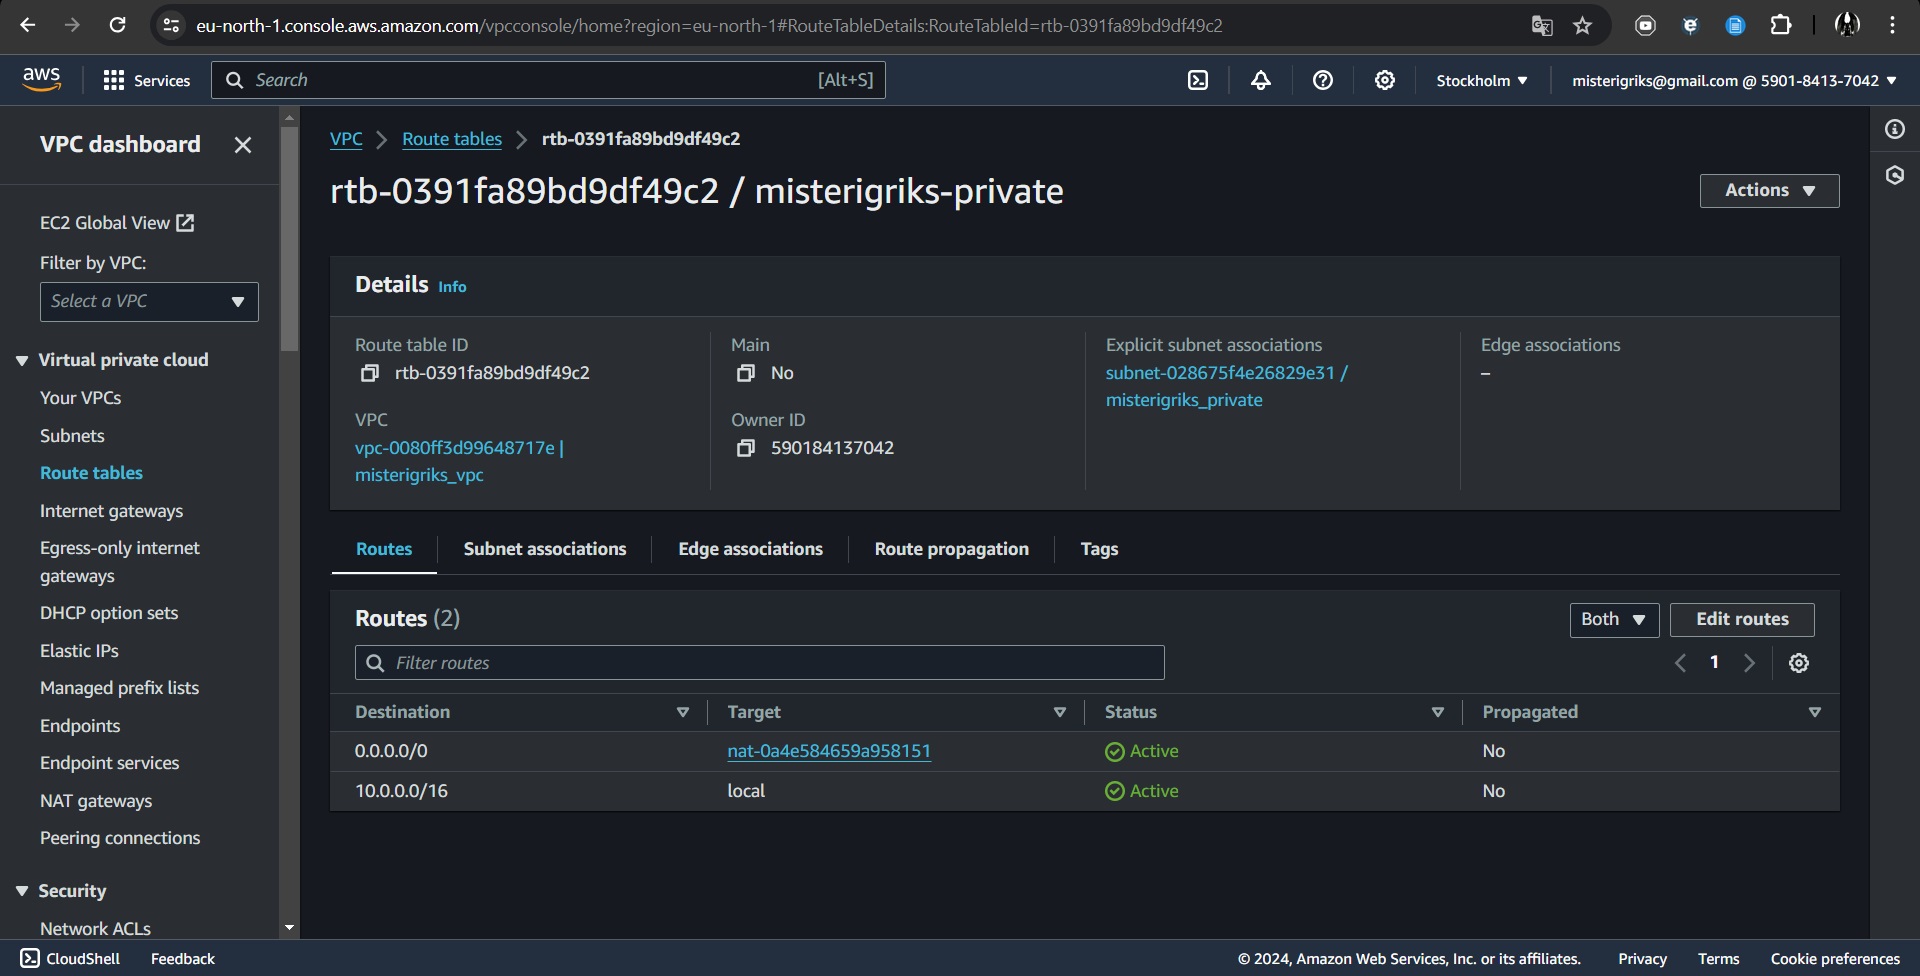 eu-north-1.console.aws.amazon.com/vpcconsole/home?region=eu-north-1#RouteTableDetails:RouteTableId=rtb-0391fa89bd9df49c2
aws Services Search [Alt+S] Stockholm misterigriks@gmail.com @ 5901-8413-7042
VPC dashboard
EC2 Global View
Filter by VPC:
Select a VPC
Virtual private cloud
Your VPCs
Subnets
Route tables
Internet gateways
Egress-only internet
gateways
DHCP option sets
Elastic IPs
Managed prefix lists
Endpoints
Endpoint services
NAT gateways
Peering connections
Security
Network ACLs
VPC Route tables rtb-0391fa89bd9df49c2
rtb-0391fa89bd9df49c2 / misterigriks-private
Actions
Details Info
Route table ID
rtb-0391fa89bd9df49c2
VPC
vpc-0080ff3d99648717e |
misterigriks_vpc
Main
No
Owner ID
590184137042
Explicit subnet associations
subnet-028675f4e26829e31 /
misterigriks_private
Edge associations
–
Routes Subnet associations Edge associations Route propagation Tags
Routes (2)
Both Edit routes
Filter routes
1
Destination Target Status Propagated
0.0.0.0/0 nat-0a4e584659a958151 Active No
10.0.0.0/16 local Active No
CloudShell Feedback © 2024, Amazon Web Services, Inc. or its affiliates. Privacy Terms Cookie preferences